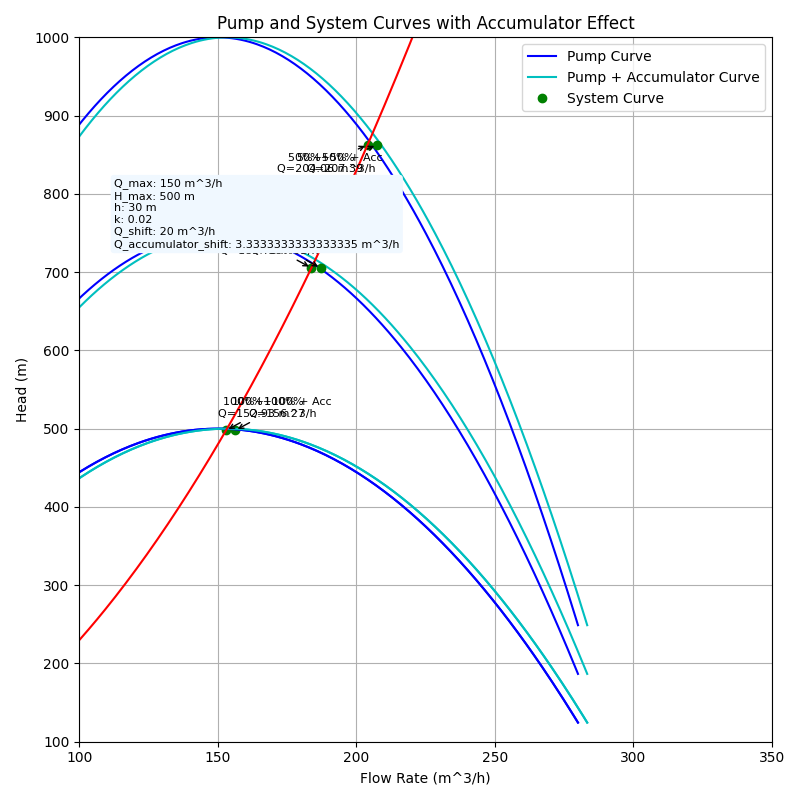 Pump and System Curves with Accumulator Effect
Pump Curve
Pump + Accumulator Curve
System Curve
1000
900
800
700
600
500
400
300
200
100
Head (m)
Q_max: 150 m^3/h
H_max: 500 m
h: 30 m
k: 0.02
Q_shift: 20 m^3/h
Q_accumulator_shift: 3.3333333333333335 m^3/h
100
150
200
250
300
350
Flow Rate (m^3/h)